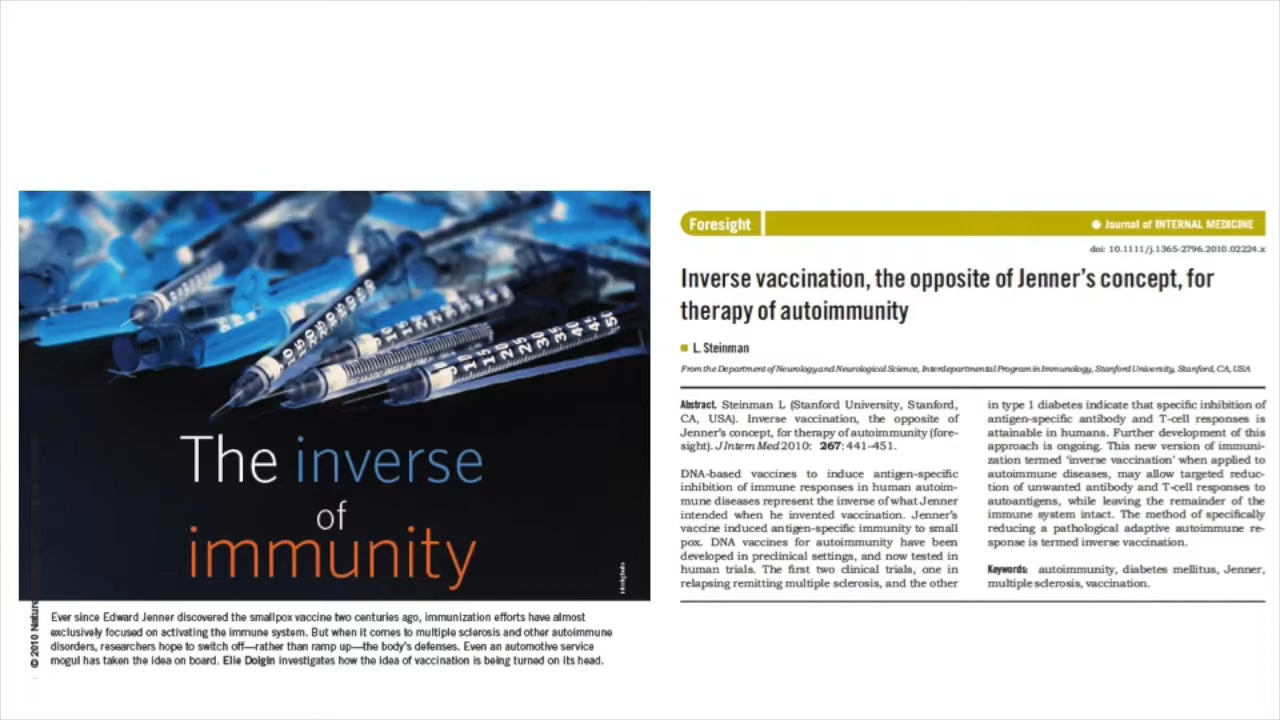 The inverse
of
immunity
© 2010 Nature
Ever since Edward Jenner discovered the smallpox vaccine two centuries ago, immunization efforts have almost
exclusively focused on activating the immune system. But when it comes to multiple sclerosis and other autoimmune
disorders, researchers hope to switch off—rather than ramp up—the body's defenses. Even an automotive service
mogul has taken the idea on board. Elie Dolgin investigates how the idea of vaccination is being turned on its head.
Foresight
Journal of INTERNAL MEDICINE
doi: 10.1111/j.1365-2796.2010.02224.x
Inverse vaccination, the opposite of Jenner's concept, for
therapy of autoimmunity
L. Steinman
From the Department of Neurology and Neurological Science, Interdepartmental Program in Immunology, Stanford University, Stanford, CA, USA
Abstract. Steinman L (Stanford University, Stanford,
CA, USA). Inverse vaccination, the opposite of
Jenner's concept, for therapy of autoimmunity (fore-
sight). J Intern Med 2010; 267: 441–451.
DNA-based vaccines to induce antigen-specific
inhibition of immune responses in human autoim-
mune diseases represent the inverse of what Jenner
intended when he invented vaccination. Jenner's
vaccine induced antigen-specific immunity to small
pox. DNA vaccines for autoimmunity have been
developed in preclinical settings, and now tested in
human trials. The first two clinical trials, one in
relapsing remitting multiple sclerosis, and the other
in type 1 diabetes indicate that specific inhibition of
antigen-specific antibody and T-cell responses is
attainable in humans. Further development of this
approach is ongoing. This new version of immuni-
zation termed 'inverse vaccination' when applied to
autoimmune diseases, may allow targeted reduc-
tion of unwanted antibody and T-cell responses to
autoantigens, while leaving the remainder of the
immune system intact. The method of specifically
reducing a pathological adaptive autoimmune re-
sponse is termed inverse vaccination.
Keywords: autoimmunity, diabetes mellitus, Jenner,
multiple sclerosis, vaccination.